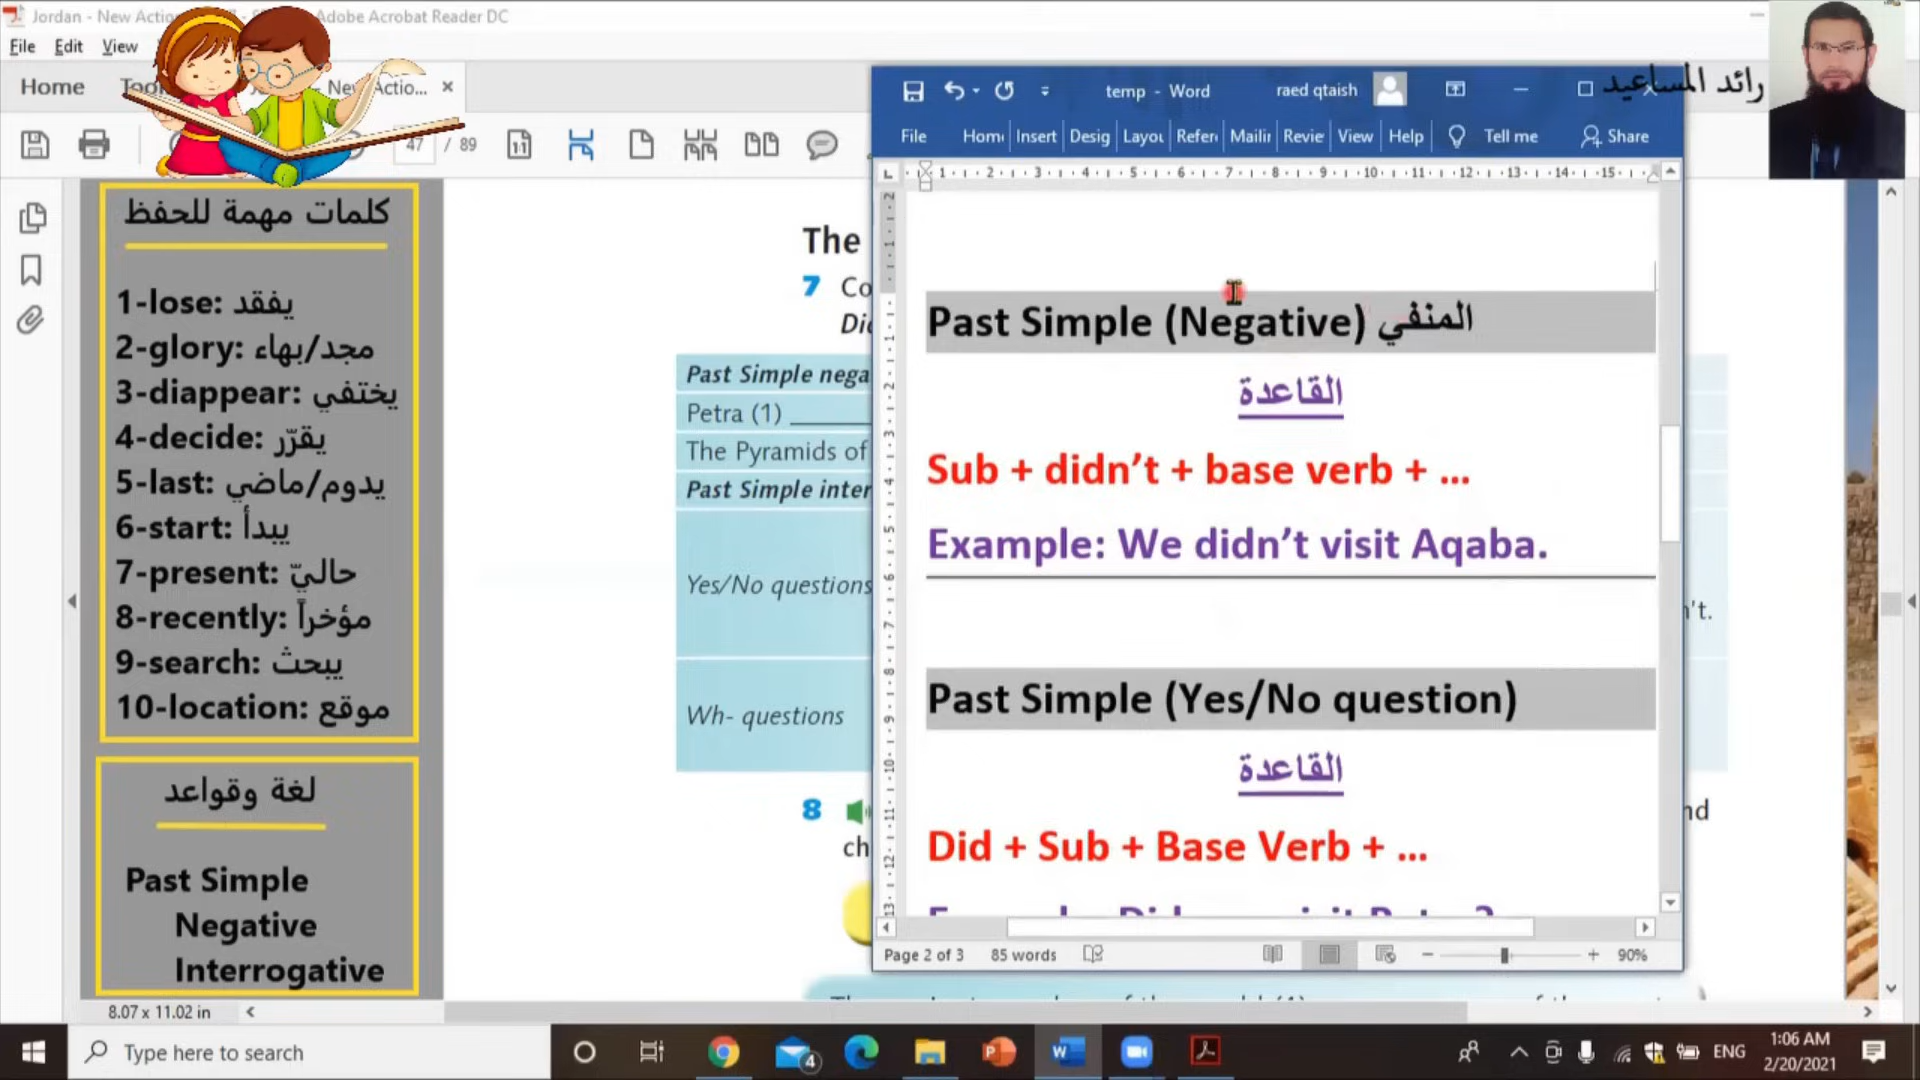 Jordan - New Actio
Adobe Acrobat Reader DC
File Edit View
Home
New Actio...
47 / 89
رائد المساعيد
temp - Word
raed qtaish
File Hom Insert Desig Layou Refer Mailin Revie View Help Tell me Share
كلمات مهمة للحفظ
1-lose: يفقد
2-glory: مجد/بهاء
3-diappear: يختفي
4-decide: يقرّر
5-last: يدوم/ماضي
6-start: يبدأ
7-present: حاليّ
8-recently: مؤخراً
9-search: يبحث
10-location: موقع
لغة وقواعد
Past Simple
Negative
Interrogative
The
7 Co
Past Simple nega
Petra (1)
The Pyramids of
Past Simple inter
Yes/No questions
n't.
Wh- questions
8
nd
ch
Past Simple (Negative) المنفي
القاعدة
Sub + didn't + base verb + ...
Example: We didn't visit Aqaba.
Past Simple (Yes/No question)
القاعدة
Did + Sub + Base Verb + ...
Page 2 of 3 85 words
90%
8.07 x 11.02 in
Type here to search
4
ENG
1:06 AM
2/20/2021